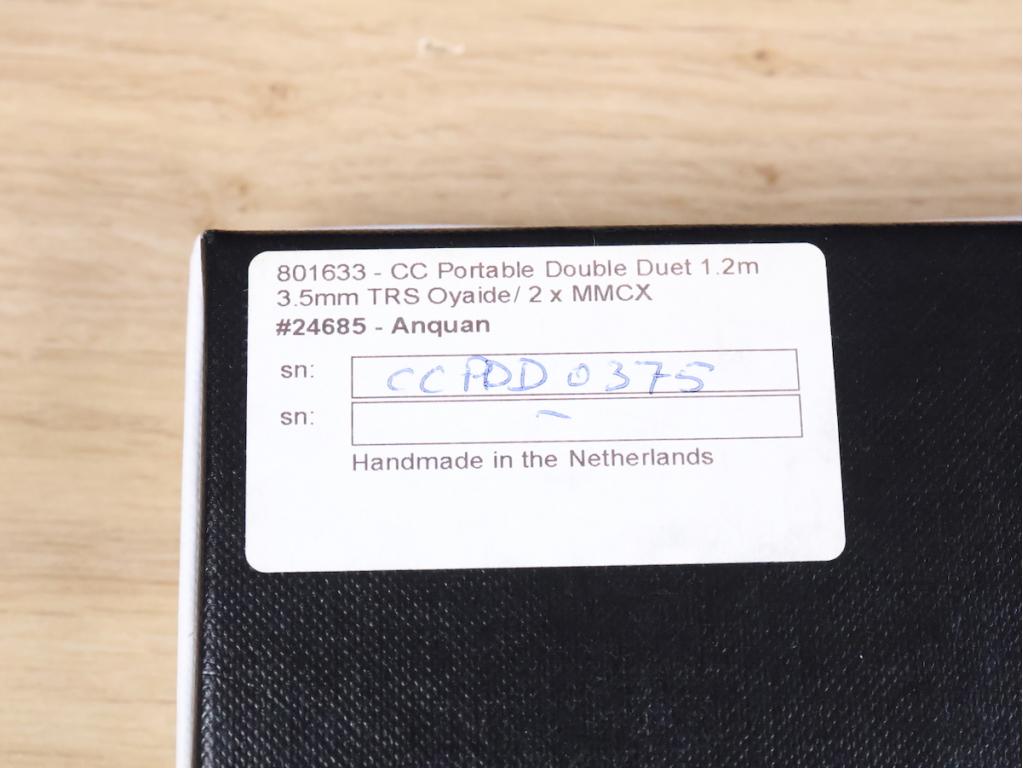 801633 - CC Portable Double Duet 1.2m
3.5mm TRS Oyaide/ 2 x MMCX
#24685 - Anquan
sn: CCPDD 0375
sn: -
Handmade in the Netherlands